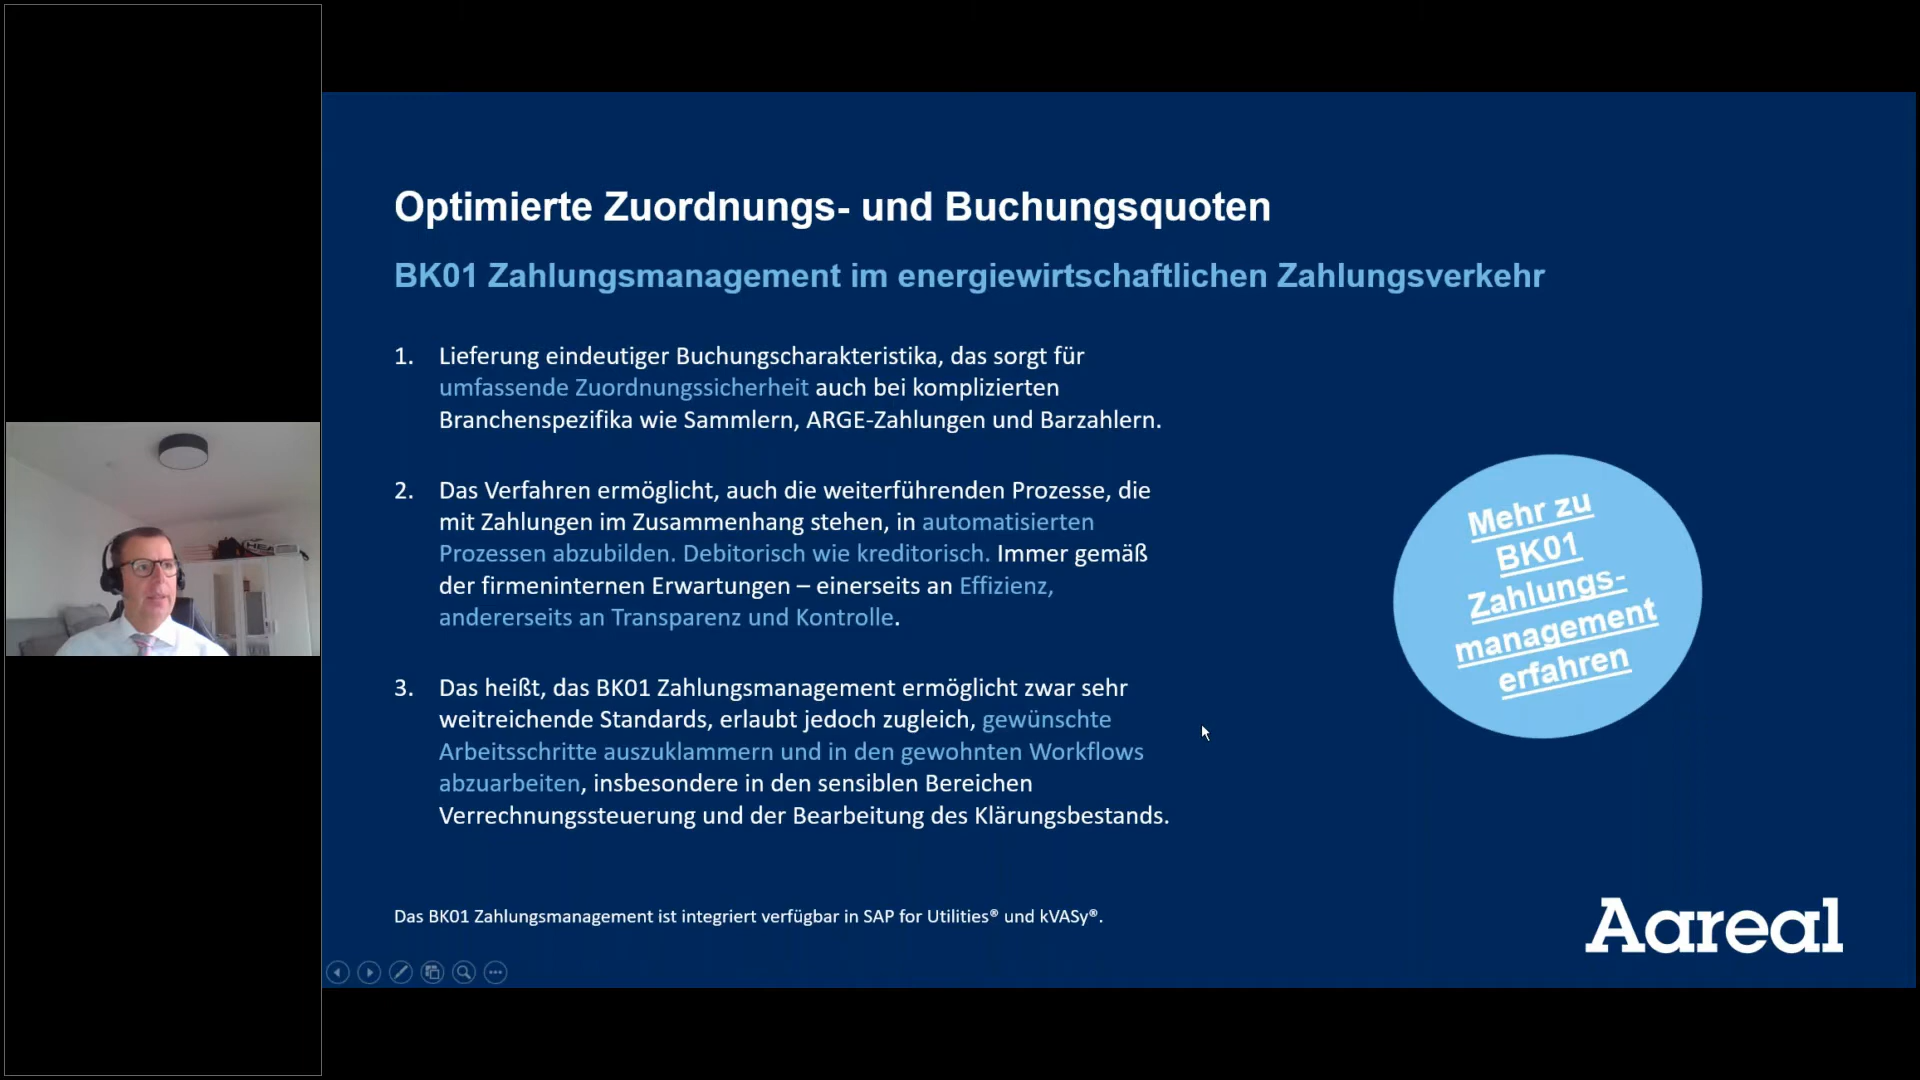 Optimierte Zuordnungs- und Buchungsquoten
BK01 Zahlungsmanagement im energiewirtschaftlichen Zahlungsverkehr
1. Lieferung eindeutiger Buchungscharakteristika, das sorgt für
umfassende Zuordnungssicherheit auch bei komplizierten
Branchenspezifika wie Sammlern, ARGE-Zahlungen und Barzahlern.
2. Das Verfahren ermöglicht, auch die weiterführenden Prozesse, die
mit Zahlungen im Zusammenhang stehen, in automatisierten
Prozessen abzubilden. Debitorisch wie kreditorisch. Immer gemäß
der firmeninternen Erwartungen – einerseits an Effizienz,
andererseits an Transparenz und Kontrolle.
3. Das heißt, das BK01 Zahlungsmanagement ermöglicht zwar sehr
weitreichende Standards, erlaubt jedoch zugleich, gewünschte
Arbeitsschritte auszuklammern und in den gewohnten Workflows
abzuarbeiten, insbesondere in den sensiblen Bereichen
Verrechnungssteuerung und der Bearbeitung des Klärungsbestands.
Mehr zu
BK01
Zahlungs-
management
erfahren
Das BK01 Zahlungsmanagement ist integriert verfügbar in SAP for Utilities® und kVASy®.
Aareal